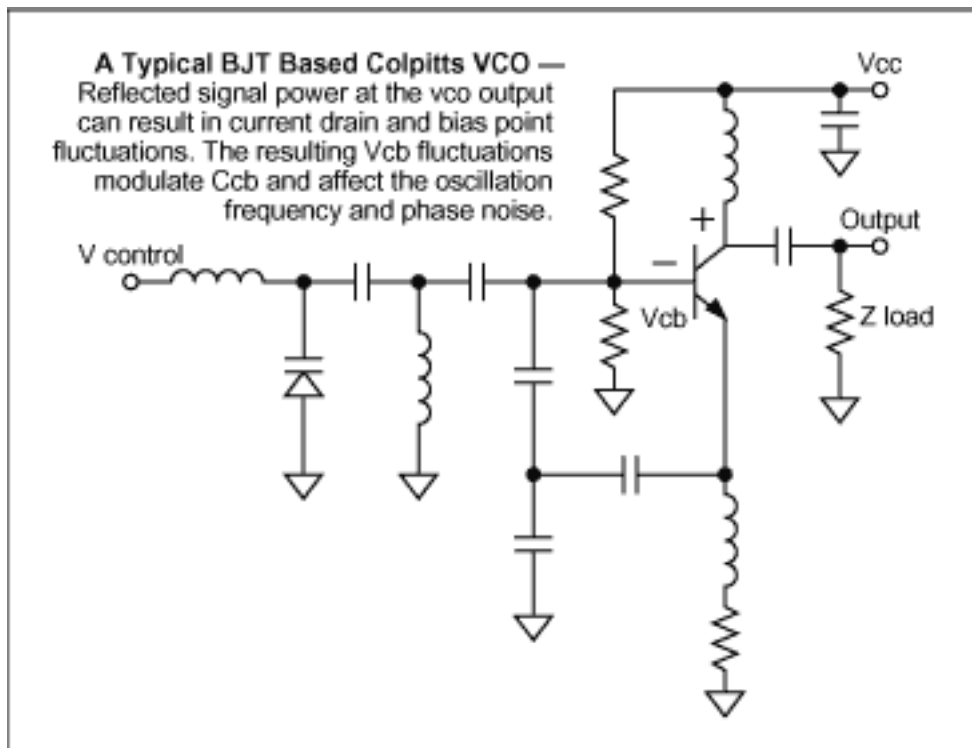 A Typical BJT Based Colpitts VCO —
Reflected signal power at the vco output
can result in current drain and bias point
fluctuations. The resulting Vcb fluctuations
modulate Ccb and affect the oscillation
frequency and phase noise.
Vcc
Output
V control
+
−
Vcb
Z load